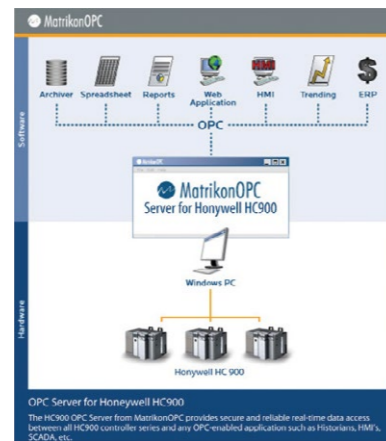 MatrikonOPC
Software
Archiver Spreadsheet Reports Web Application HMI Trending ERP
OPC
MatrikonOPC
MatrikonOPC
Server for Honywell HC900
Windows PC
Hardware
Honywell HC 900
OPC Server for Honeywell HC900
The HC900 OPC Server from MatrikonOPC provides secure and reliable real-time data access
between all HC900 controller series and any OPC-enabled application such as Historians, HMI's,
SCADA, etc.